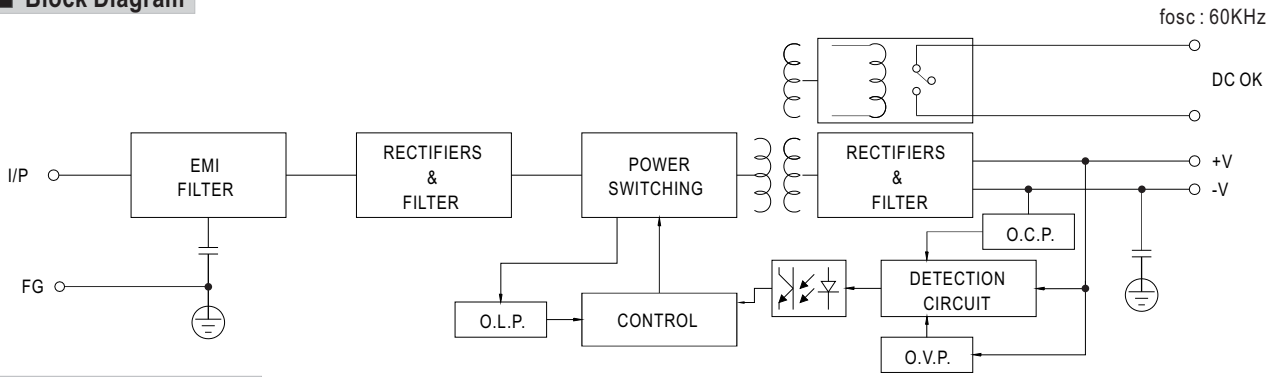 Block Diagram
fosc : 60KHz
DC OK
I/P
EMI
FILTER
RECTIFIERS
&
FILTER
POWER
SWITCHING
RECTIFIERS
&
FILTER
+V
-V
O.C.P.
FG
O.L.P.
CONTROL
DETECTION
CIRCUIT
O.V.P.